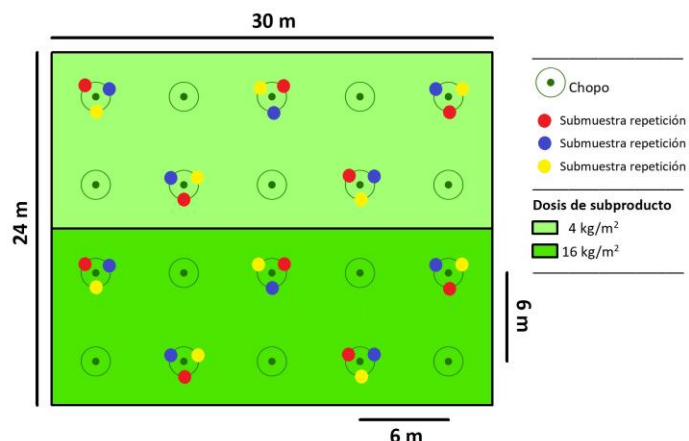 30 m
24 m
Chopo
Submuestra repetición
Submuestra repetición
Submuestra repetición
Dosis de subproducto
4 kg/m²
16 kg/m²
6 m
6 m